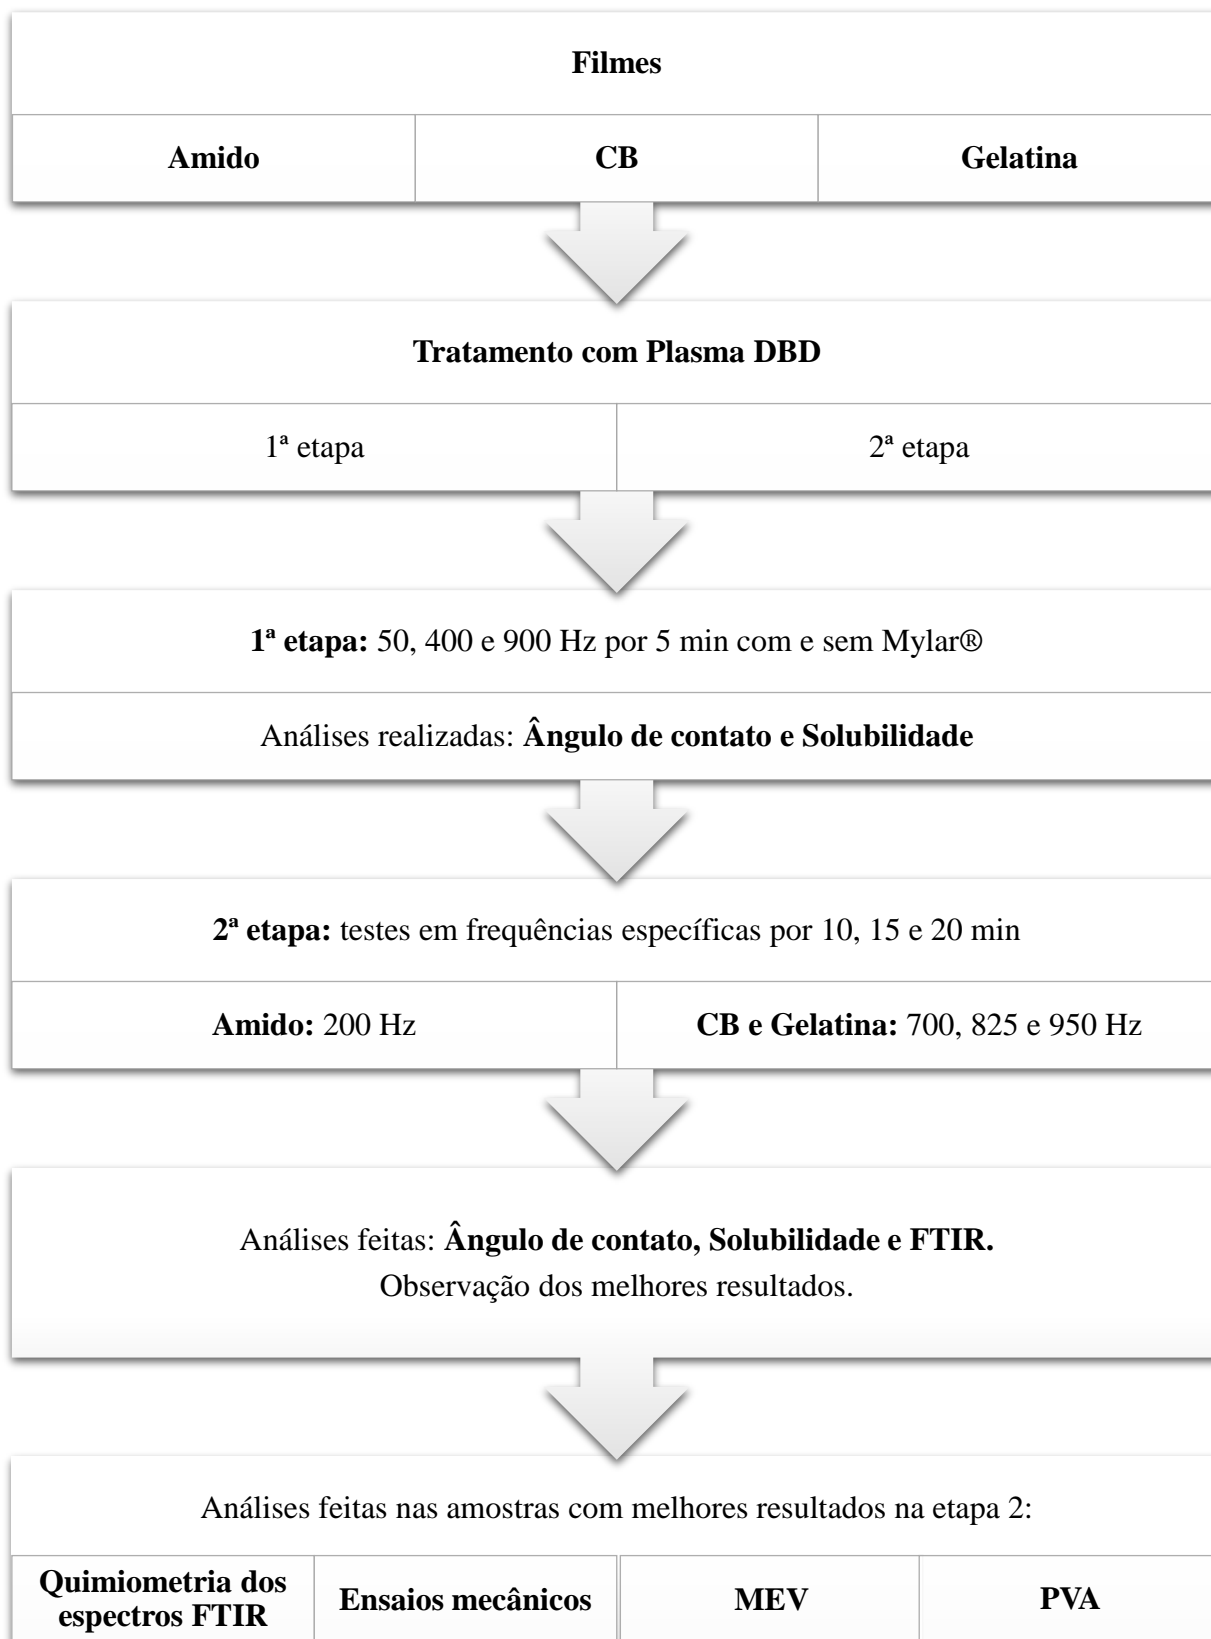 Filmes
Amido
CB
Gelatina
Tratamento com Plasma DBD
1ª etapa
2ª etapa
1ª etapa: 50, 400 e 900 Hz por 5 min com e sem Mylar®
Análises realizadas: Ângulo de contato e Solubilidade
2ª etapa: testes em frequências específicas por 10, 15 e 20 min
Amido: 200 Hz
CB e Gelatina: 700, 825 e 950 Hz
Análises feitas: Ângulo de contato, Solubilidade e FTIR.
Observação dos melhores resultados.
Análises feitas nas amostras com melhores resultados na etapa 2:
Quimiometria dos
espectros FTIR
Ensaios mecânicos
MEV
PVA